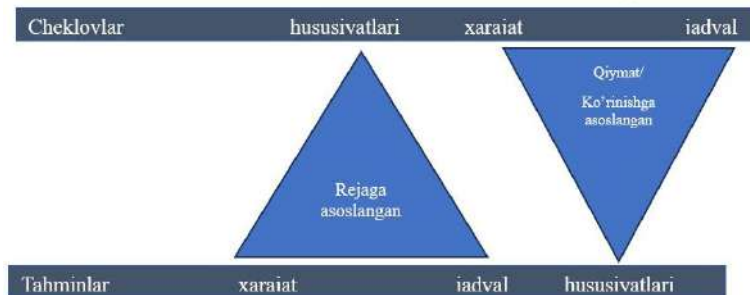 Cheklovlar hususivatlari xaraiat iadval
Qiymat/
Ko'rinishga
asoslangan
Rejaga
asoslangan
Tahminlar xaraiat iadval hususivatlari